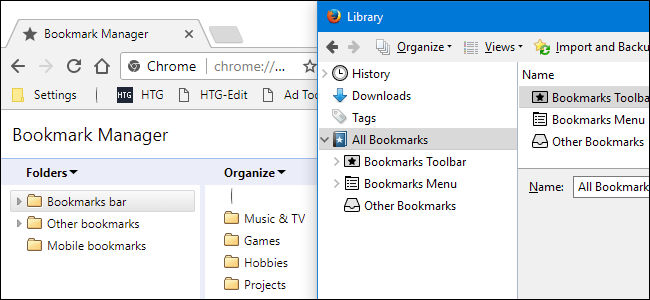 Bookmark Manager
Chrome chrome://...
Settings HTG HTG HTG-Edit Ad To
Bookmark Manager
Folders
Bookmarks bar
Other bookmarks
Mobile bookmarks
Organize
Music & TV
Games
Hobbies
Projects
Library
Organize Views Import and Backu
History
Downloads
Tags
All Bookmarks
Bookmarks Toolbar
Bookmarks Menu
Other Bookmarks
Name
Bookmarks Toolba
Bookmarks Menu
Other Bookmarks
Name: All Bookmark